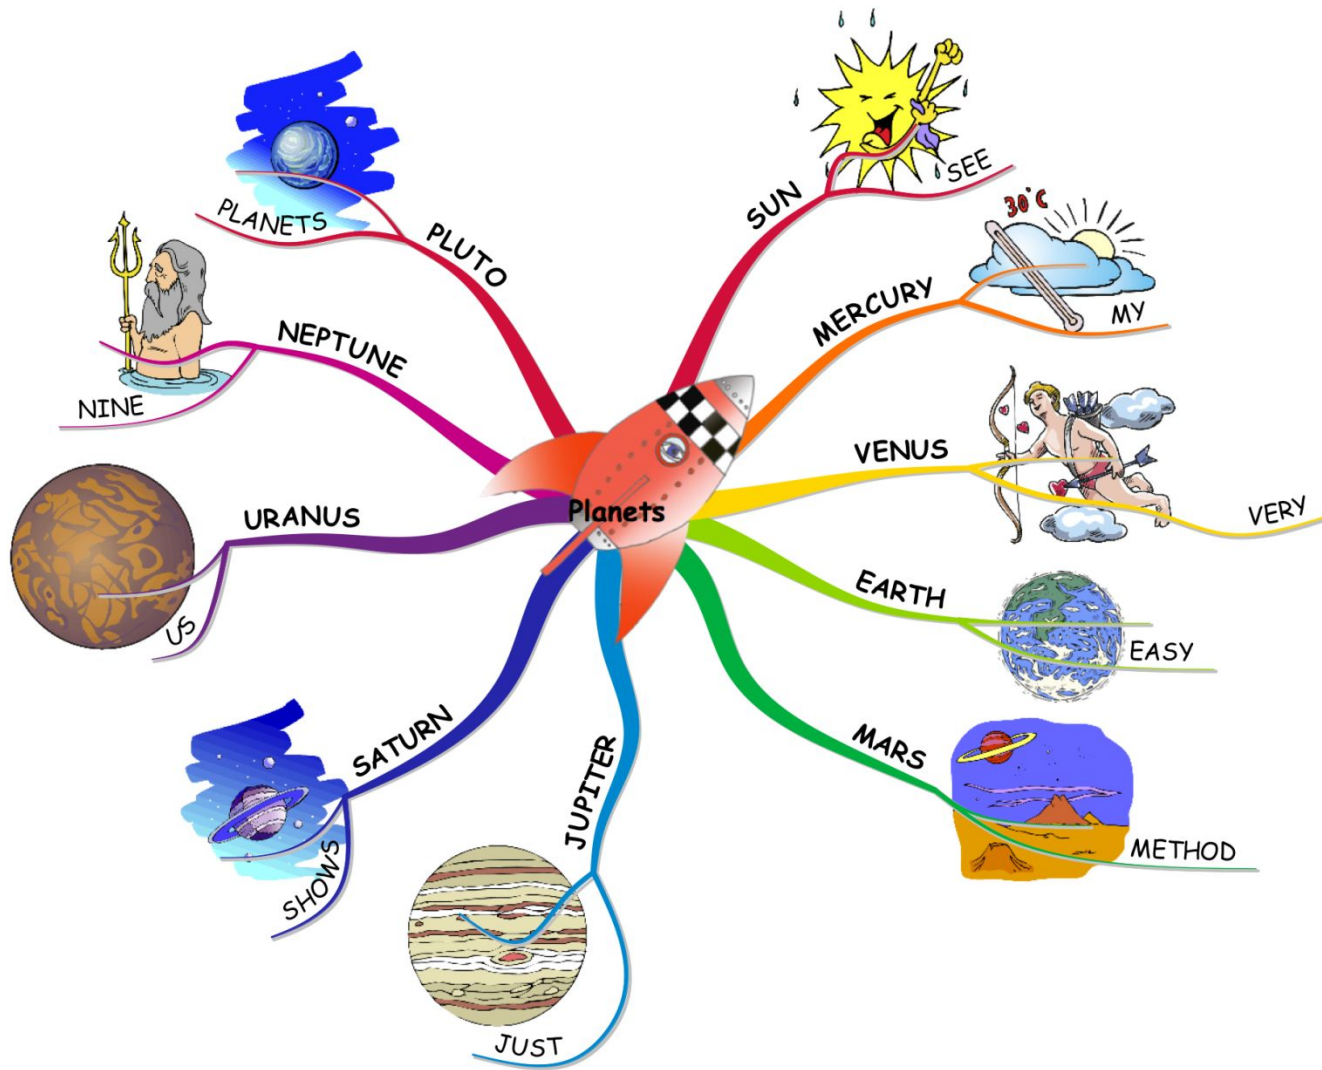 Planets
SUN
SEE
MERCURY
30°C
MY
VENUS
VERY
EARTH
EASY
MARS
METHOD
JUPITER
JUST
SATURN
SHOWS
URANUS
US
NEPTUNE
NINE
PLUTO
PLANETS